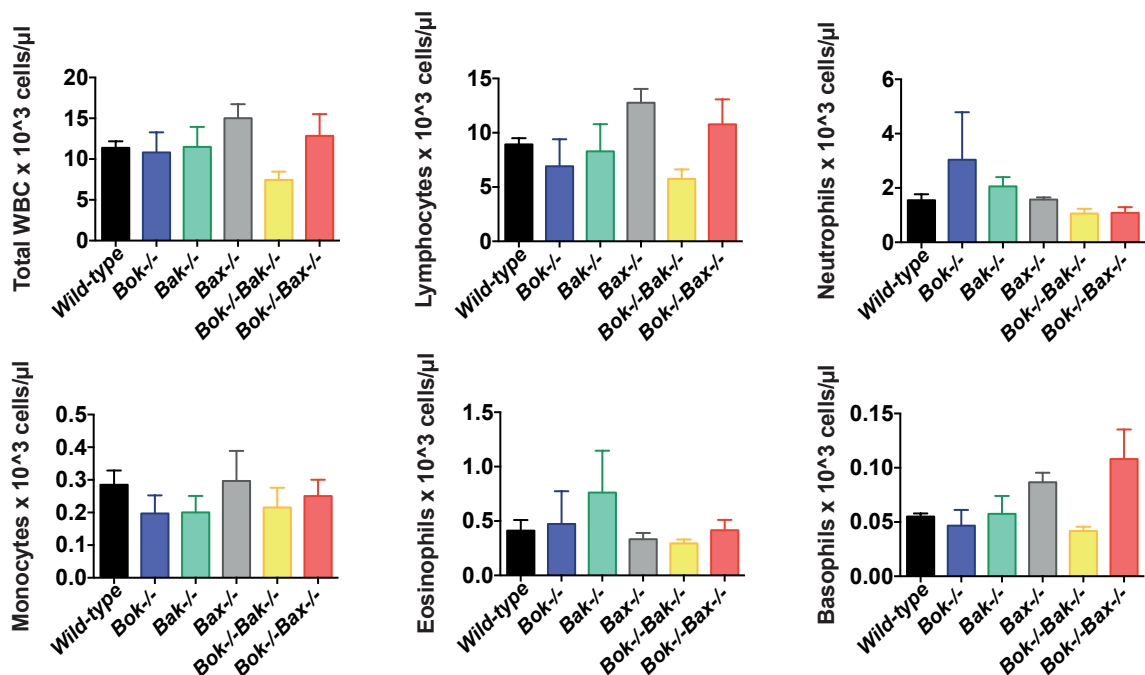 Total WBC x 10^3 cells/µl
20
15
10
5
0
Wild-type
Bok-/-
Bak-/-
Bax-/-
Bok-/-Bak-/-
Bok-/-Bax-/-
Lymphocytes x 10^3 cells/µl
15
10
5
0
Wild-type
Bok-/-
Bak-/-
Bax-/-
Bok-/-Bak-/-
Bok-/-Bax-/-
Neutrophils x 10^3 cells/µl
6
4
2
0
Wild-type
Bok-/-
Bak-/-
Bax-/-
Bok-/-Bak-/-
Bok-/-Bax-/-
Monocytes x 10^3 cells/µl
0.5
0.4
0.3
0.2
0.1
0.0
Wild-type
Bok-/-
Bak-/-
Bax-/-
Bok-/-Bak-/-
Bok-/-Bax-/-
Eosinophils x 10^3 cells/µl
1.5
1.0
0.5
0.0
Wild-type
Bok-/-
Bak-/-
Bax-/-
Bok-/-Bak-/-
Bok-/-Bax-/-
Basophils x 10^3 cells/µl
0.15
0.10
0.05
0.00
Wild-type
Bok-/-
Bak-/-
Bax-/-
Bok-/-Bak-/-
Bok-/-Bax-/-